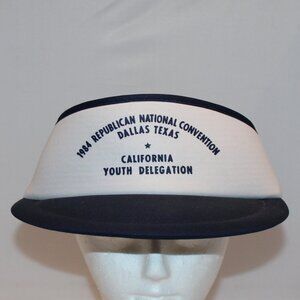 1984 REPUBLICAN NATIONAL CONVENTION
DALLAS TEXAS
★
CALIFORNIA
YOUTH DELEGATION